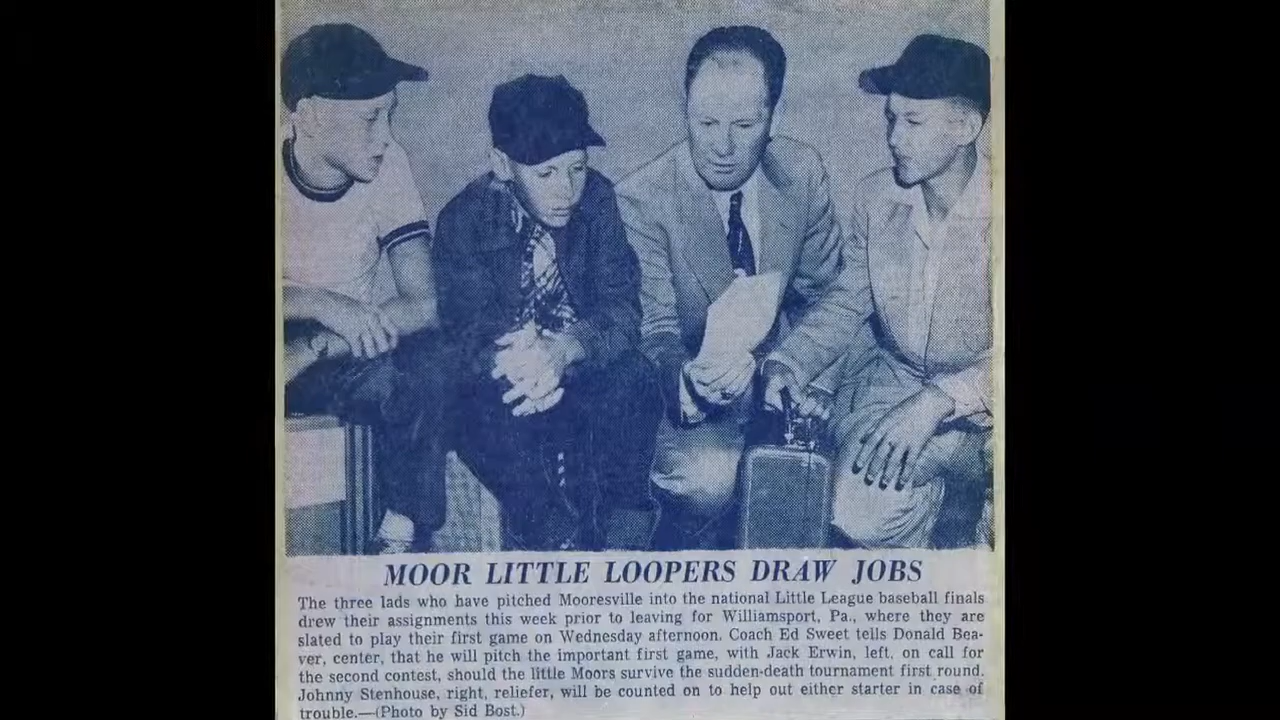 MOOR LITTLE LOOPERS DRAW JOBS
The three lads who have pitched Mooresville into the national Little League baseball finals
drew their assignments this week prior to leaving for Williamsport, Pa., where they are
slated to play their first game on Wednesday afternoon. Coach Ed Sweet tells Donald Bea-
ver, center, that he will pitch the important first game, with Jack Erwin, left, on call for
the second contest, should the little Moors survive the sudden-death tournament first round.
Johnny Stenhouse, right, reliefer, will be counted on to help out either starter in case of
trouble.—(Photo by Sid Bost.)